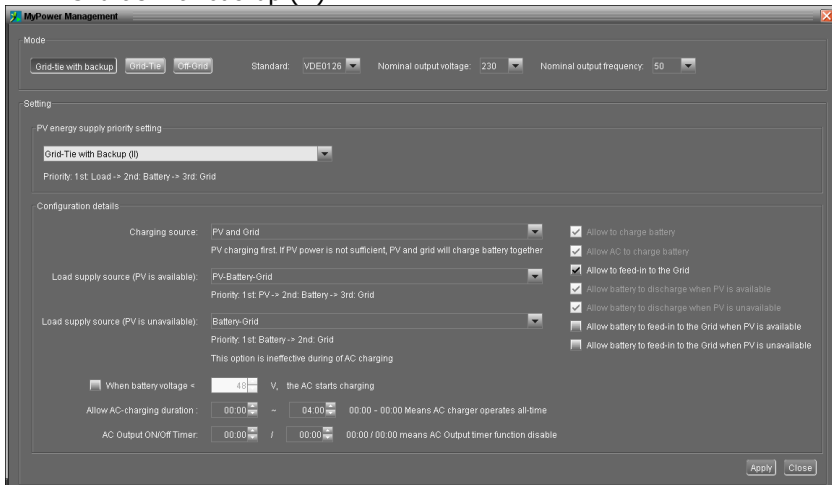 MyPower Management
Mode
Grid-tie with backup Grid-Tie Off-Grid Standard: VDE0126 Nominal output voltage: 230 Nominal output frequency: 50
Setting
PV energy supply priority setting
Grid-Tie with Backup (II)
Priority: 1st: Load -> 2nd: Battery -> 3rd: Grid
Configuration details
Charging source: PV and Grid
PV charging first. If PV power is not sufficient, PV and grid will charge battery together
Load supply source (PV is available): PV-Battery-Grid
Priority: 1st: PV -> 2nd: Battery -> 3rd: Grid
Load supply source (PV is unavailable): Battery-Grid
Priority: 1st: Battery -> 2nd: Grid
This option is ineffective during of AC charging
Allow to charge battery
Allow AC to charge battery
Allow to feed-in to the Grid
Allow battery to discharge when PV is available
Allow battery to discharge when PV is unavailable
Allow battery to feed-in to the Grid when PV is available
Allow battery to feed-in to the Grid when PV is unavailable
When battery voltage < 48 V, the AC starts charging
Allow AC-charging duration : 00:00 ~ 04:00 00:00 - 00:00 Means AC charger operates all-time
AC Output ON/Off Timer: 00:00 / 00:00 00:00 / 00:00 means AC Output timer function disable
Apply Close